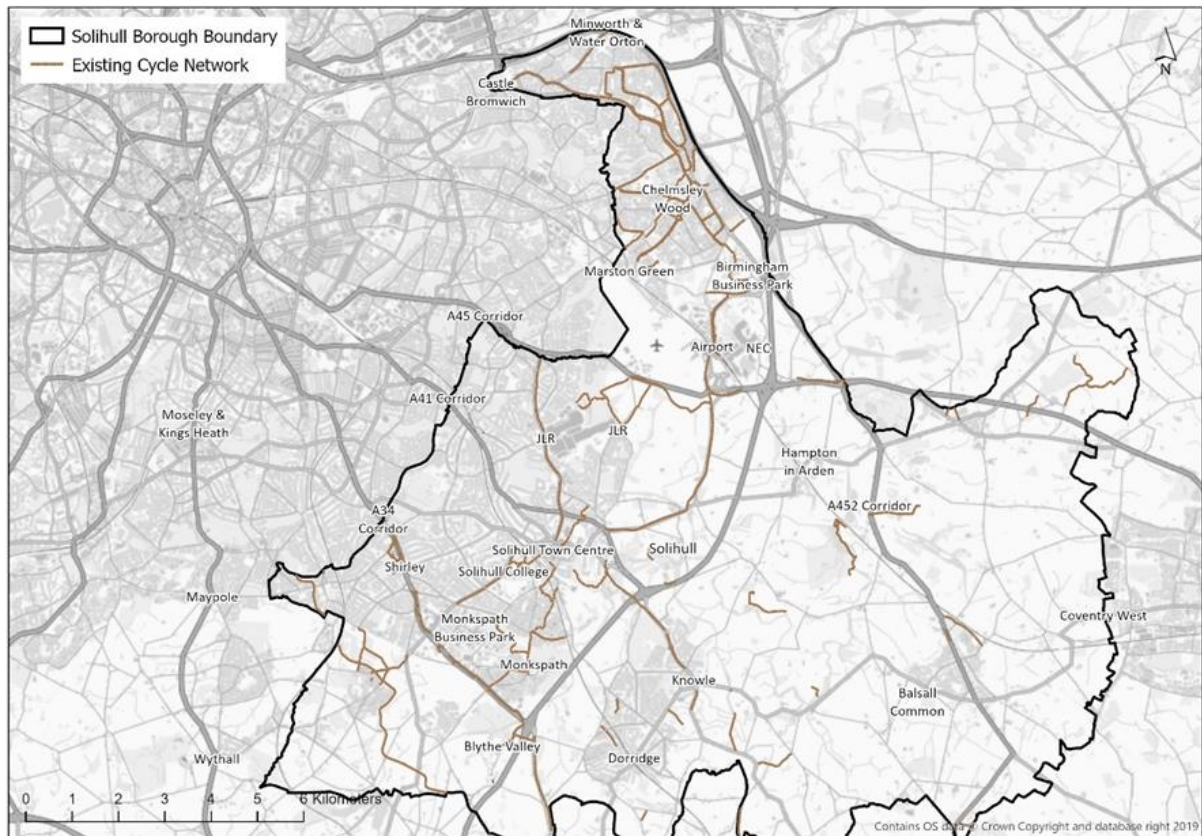 Solihull Borough Boundary
Existing Cycle Network
Minworth &
Water Orton
N
Castle
Bromwich
Chelmsley
Wood
Marston Green
Birmingham
Business Park
A45 Corridor
Airport
NEC
A41 Corridor
Moseley &
Kings Heath
JLR
JLR
Hampton
in Arden
A452 Corridor
A34
Corridor
Solihull Town Centre
Solihull
Shirley
Solihull College
Maypole
Monkspath
Business Park
Coventry West
Monkspath
Knowle
Balsall
Common
Blythe Valley
Dorridge
Wythall
0 1 2 3 4 5 6 Kilometers
Contains OS data © Crown Copyright and database right 2019